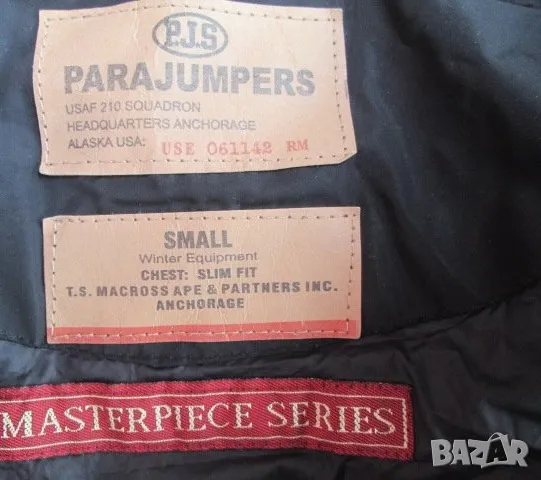 P.J.S
PARAJUMPERS
USAF 210 SQUADRON
HEADQUARTERS ANCHORAGE
ALASKA USA: USE 061142 RM
SMALL
Winter Equipment
CHEST: SLIM FIT
T.S. MACROSS APE & PARTNERS INC.
ANCHORAGE
MASTERPIECE SERIES
BAZAR